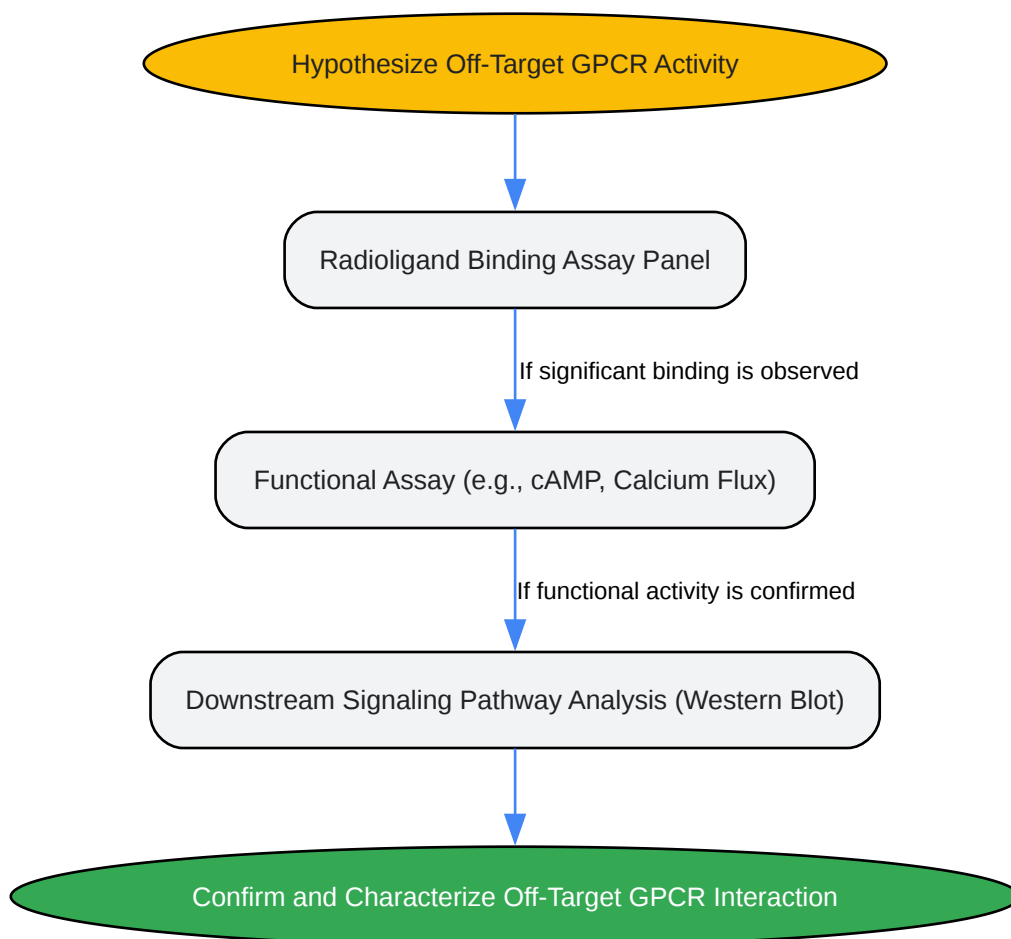 Hypothesize Off-Target GPCR Activity
Radioligand Binding Assay Panel
If significant binding is observed
Functional Assay (e.g., cAMP, Calcium Flux)
If functional activity is confirmed
Downstream Signaling Pathway Analysis (Western Blot)
Confirm and Characterize Off-Target GPCR Interaction